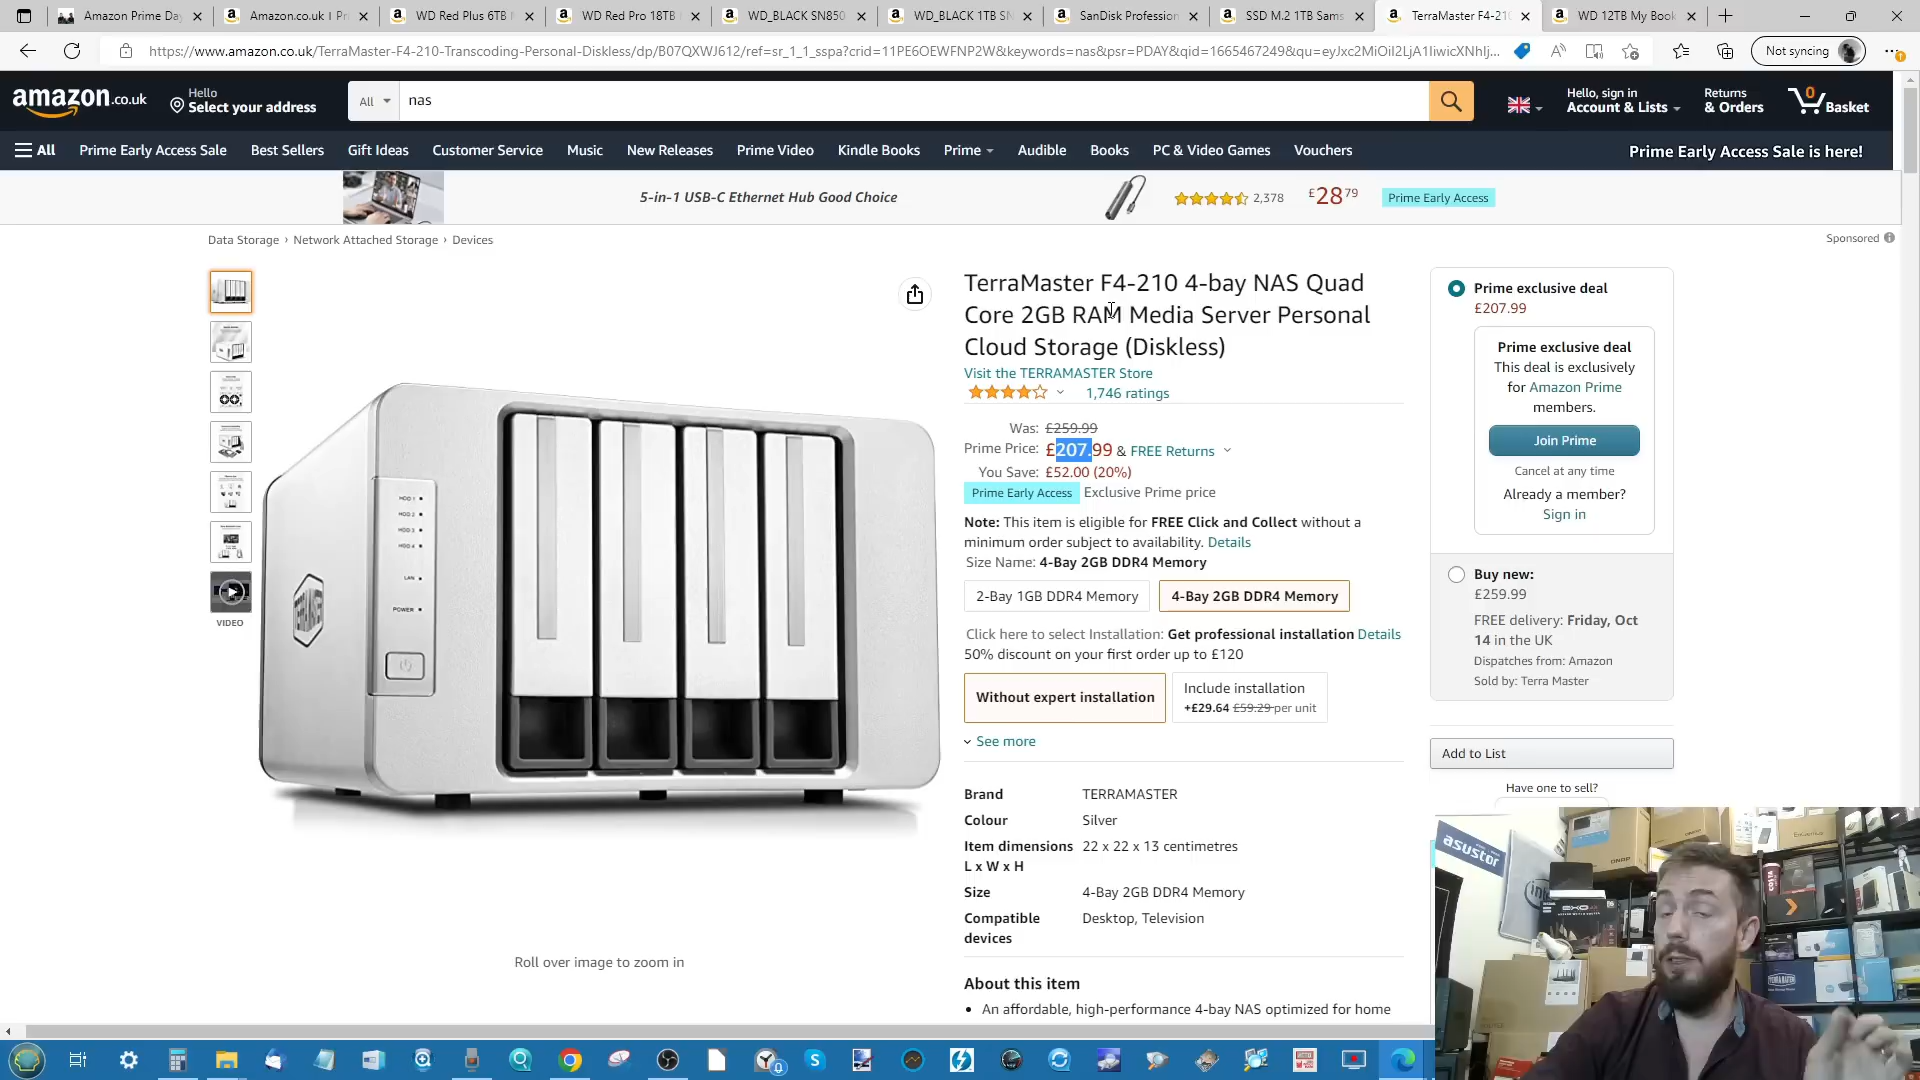 Amazon Prime Day
Amazon.co.uk | Pr
WD Red Plus 6TB
WD Red Pro 18TB
WD_BLACK SN850
WD_BLACK 1TB SN
SanDisk Profession
SSD M.2 1TB Sams
TerraMaster F4-210
WD 12TB My Book
https://www.amazon.co.uk/TerraMaster-F4-210-Transcoding-Personal-Diskless/dp/B07QXWJ612/ref=sr_1_1_sspa?crid=11PE6OEWFNP2W&keywords=nas&psr=PDAY&qid=1665467249&qu=eyJxc2MiOiI2LjA1IiwicXNhIj...
Not syncing
amazon.co.uk
Hello
Select your address
All
nas
Hello, sign in
Account & Lists
Returns
& Orders
0
Basket
All
Prime Early Access Sale
Best Sellers
Gift Ideas
Customer Service
Music
New Releases
Prime Video
Kindle Books
Prime
Audible
Books
PC & Video Games
Vouchers
Prime Early Access Sale is here!
5-in-1 USB-C Ethernet Hub Good Choice
2,378
£28 79
Prime Early Access
Data Storage › Network Attached Storage › Devices
Sponsored
TerraMaster F4-210 4-bay NAS Quad
Core 2GB RAM Media Server Personal
Cloud Storage (Diskless)
Visit the TERRAMASTER Store
1,746 ratings
Was: £259.99
Prime Price: £207.99 & FREE Returns
You Save: £52.00 (20%)
Prime Early Access Exclusive Prime price
Note: This item is eligible for FREE Click and Collect without a
minimum order subject to availability. Details
Size Name: 4-Bay 2GB DDR4 Memory
2-Bay 1GB DDR4 Memory
4-Bay 2GB DDR4 Memory
Click here to select Installation: Get professional installation Details
50% discount on your first order up to £120
Without expert installation
Include installation
+£29.64 £59.29 per unit
See more
Brand TERRAMASTER
Colour Silver
Item dimensions 22 x 22 x 13 centimetres
L x W x H
Size 4-Bay 2GB DDR4 Memory
Compatible Desktop, Television
devices
About this item
• An affordable, high-performance 4-bay NAS optimized for home
Prime exclusive deal
£207.99
Prime exclusive deal
This deal is exclusively
for Amazon Prime
members.
Join Prime
Cancel at any time
Already a member?
Sign in
Buy new:
£259.99
FREE delivery: Friday, Oct
14 in the UK
Dispatches from: Amazon
Sold by: Terra Master
Add to List
Have one to sell?
VIDEO
HDD 1
HDD 2
HDD 3
HDD 4
LAN
POWER
Roll over image to zoom in
asustor
COSTA